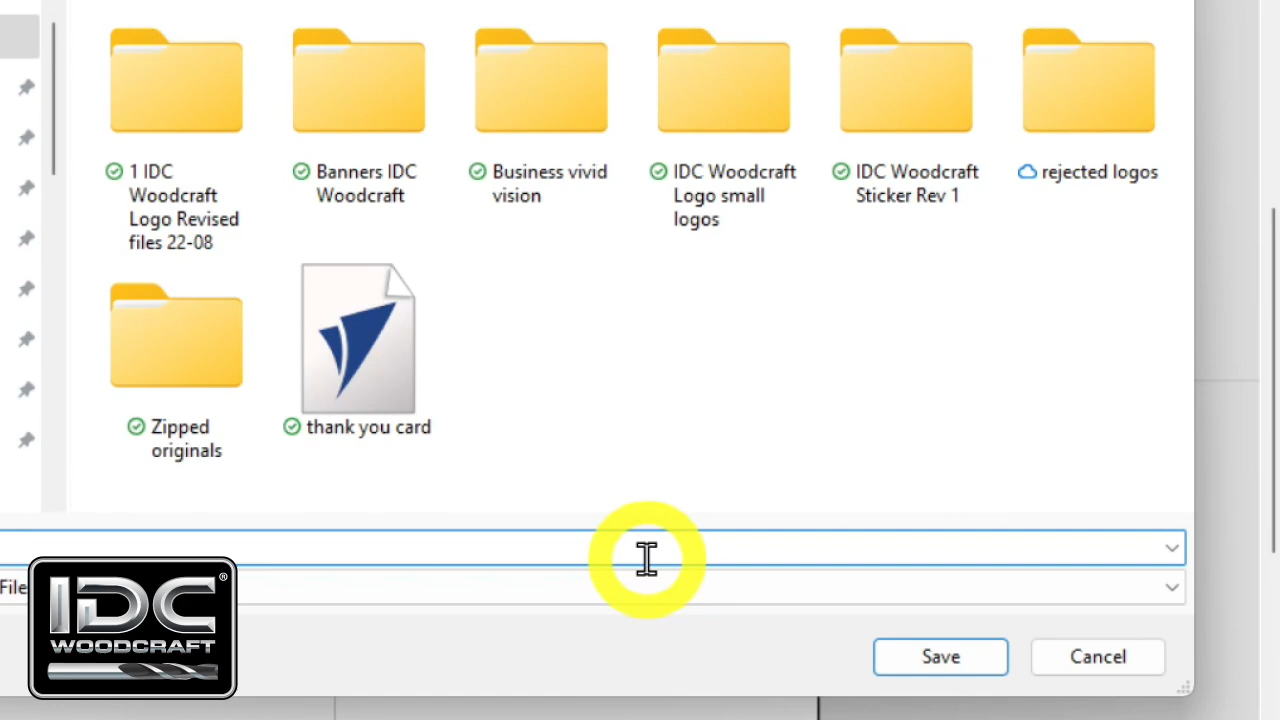 1 IDC
Woodcraft
Logo Revised
files 22-08
Banners IDC
Woodcraft
Business vivid
vision
IDC Woodcraft
Logo small
logos
IDC Woodcraft
Sticker Rev 1
rejected logos
Zipped
originals
thank you card
File
IDC®
WOODCRAFT
Save
Cancel